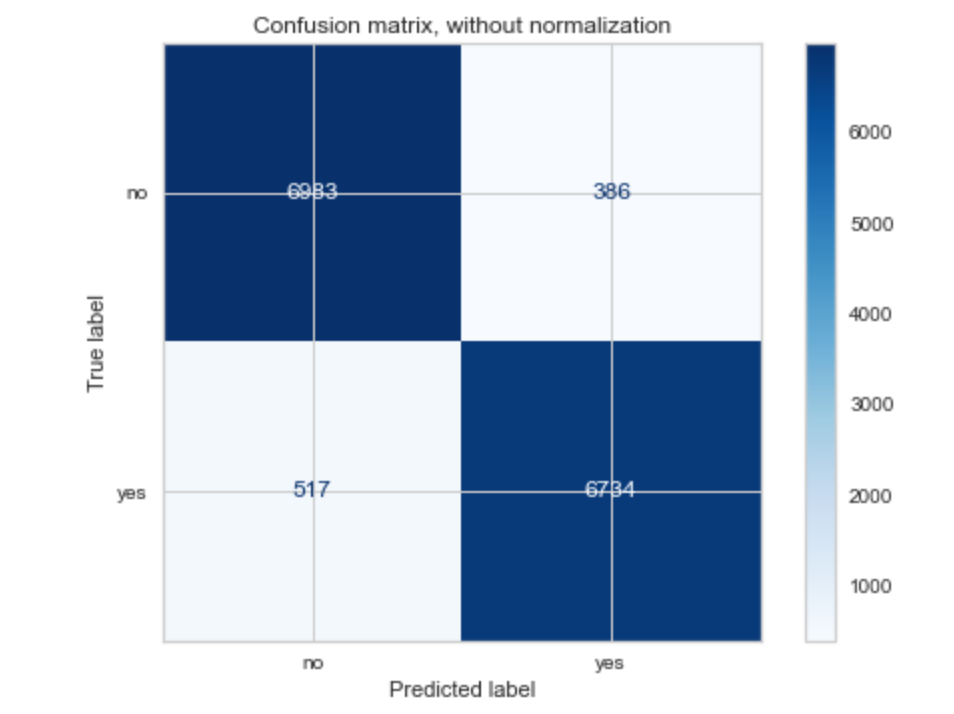 Confusion matrix, without normalization
no 6983 386
yes 517 6734
no yes
Predicted label
True label
6000
5000
4000
3000
2000
1000